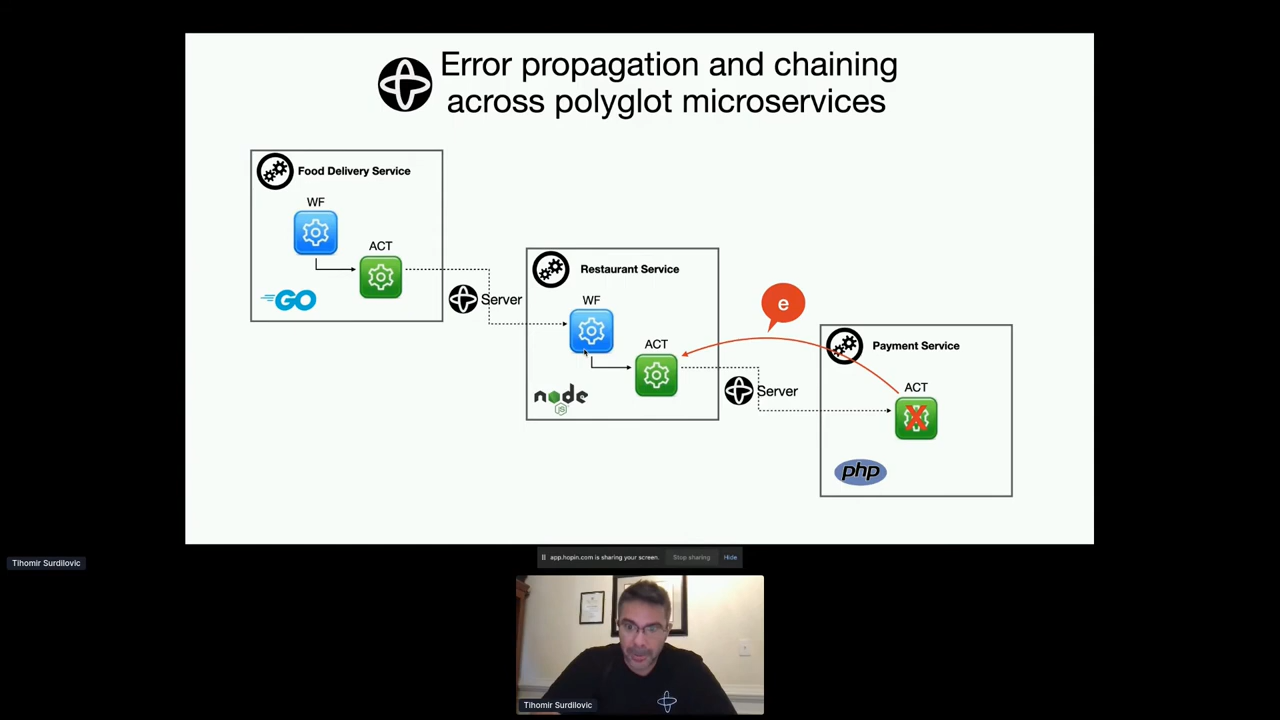 Error propagation and chaining
across polyglot microservices
Food Delivery Service
WF
ACT
GO
Server
Restaurant Service
WF
ACT
node
JS
e
Server
Payment Service
ACT
X
php
Tihomir Surdilovic
app.hopin.com is sharing your screen.
Stop sharing
Hide
Tihomir Surdilovic